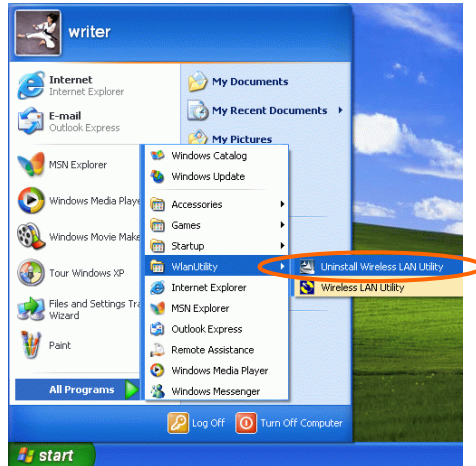 writer
Internet
Internet Explorer
E-mail
Outlook Express
MSN Explorer
Windows Media Playe
Windows Movie Make
Tour Windows XP
Files and Settings Tra
Wizard
Paint
All Programs
My Documents
My Recent Documents
My Pictures
Windows Catalog
Windows Update
Accessories
Games
Startup
WlanUtility
Internet Explorer
MSN Explorer
Outlook Express
Remote Assistance
Windows Media Player
Windows Messenger
Uninstall Wireless LAN Utility
Wireless LAN Utility
Log Off
Turn Off Computer
start